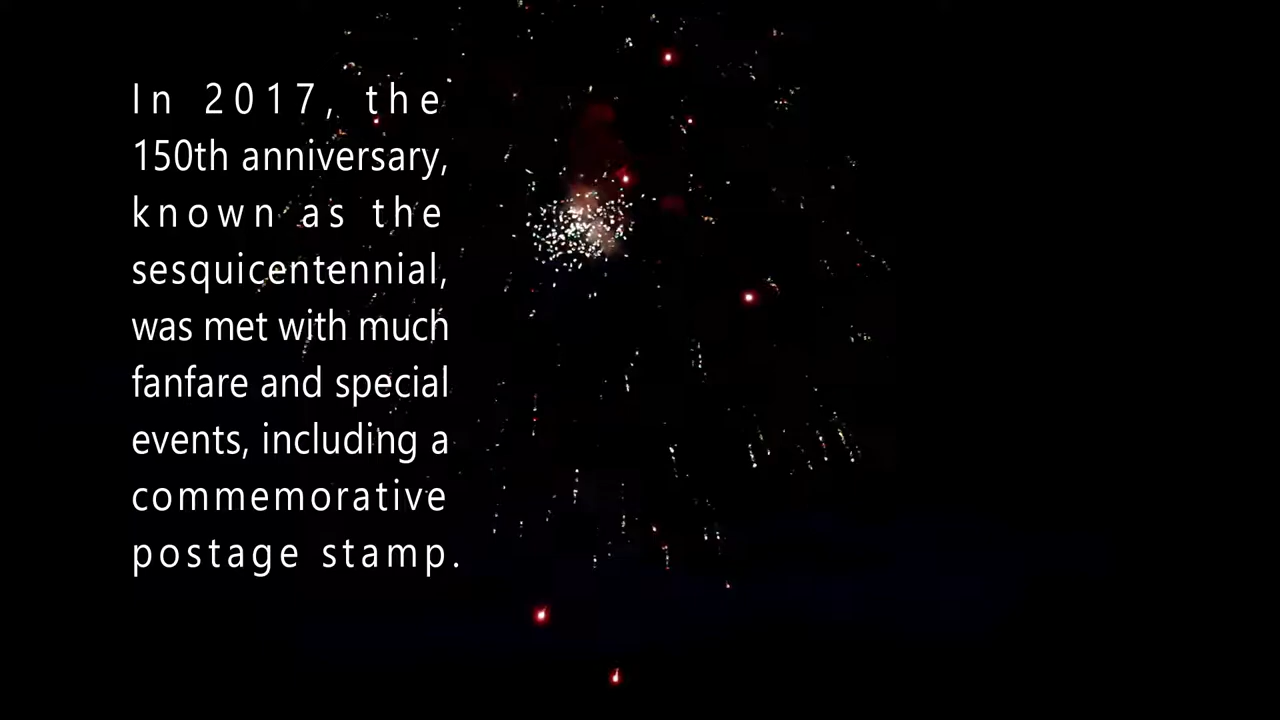 In 2017, the
150th anniversary,
known as the
sesquicentennial,
was met with much
fanfare and special
events, including a
commemorative
postage stamp.